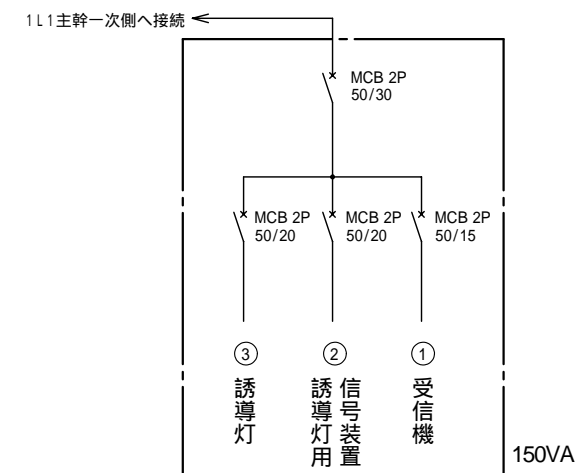 1L1主幹一次側へ接続
MCB 2P
50/30
MCB 2P
50/20
MCB 2P
50/20
MCB 2P
50/15
③
誘導灯
②
信号装置
誘導灯用
①
受信機
150VA